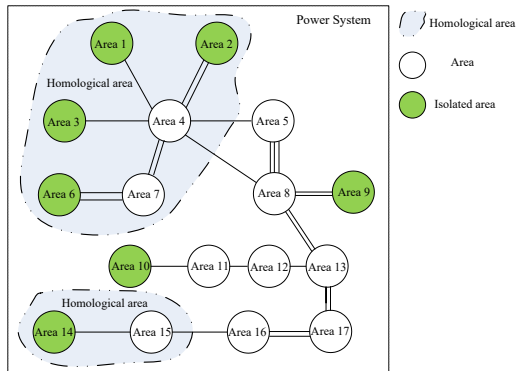 Power System
Homological area
Area 1
Area 2
Homological area
Area
Area 3
Area 4
Area 5
Isolated area
Area 6
Area 7
Area 8
Area 9
Area 10
Area 11
Area 12
Area 13
Homological area
Area 14
Area 15
Area 16
Area 17